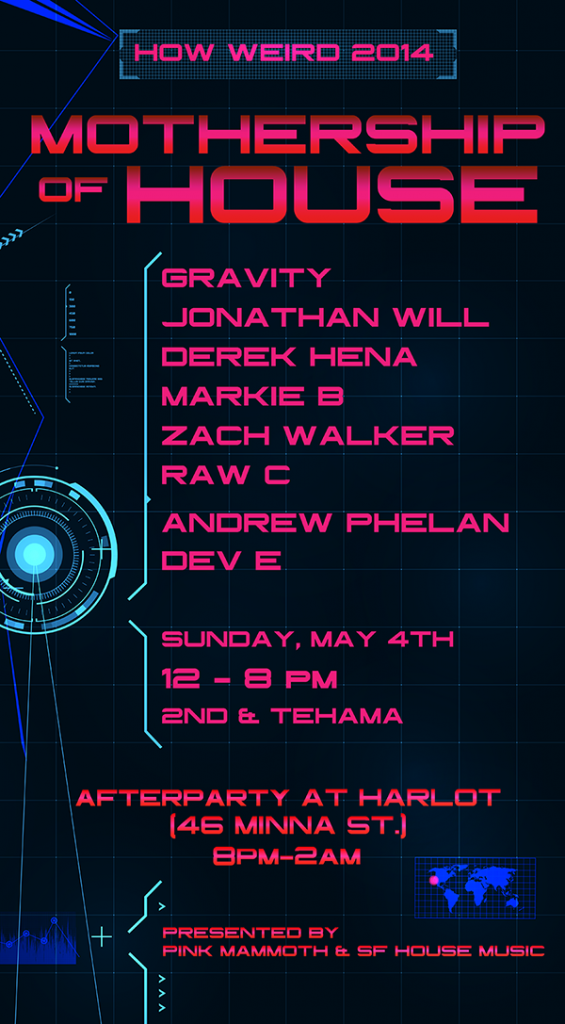 HOW WEIRD 2014
MOTHERSHIP
OF HOUSE
GRAVITY
JONATHAN WILL
DEREK HENA
MARKIE B
ZACH WALKER
RAW C
ANDREW PHELAN
DEV E
SUNDAY, MAY 4TH
12 - 8 PM
2ND & TEHAMA
AFTERPARTY AT HARLOT
(46 MINNA ST.)
8PM-2AM
PRESENTED BY
PINK MAMMOTH & SF HOUSE MUSIC